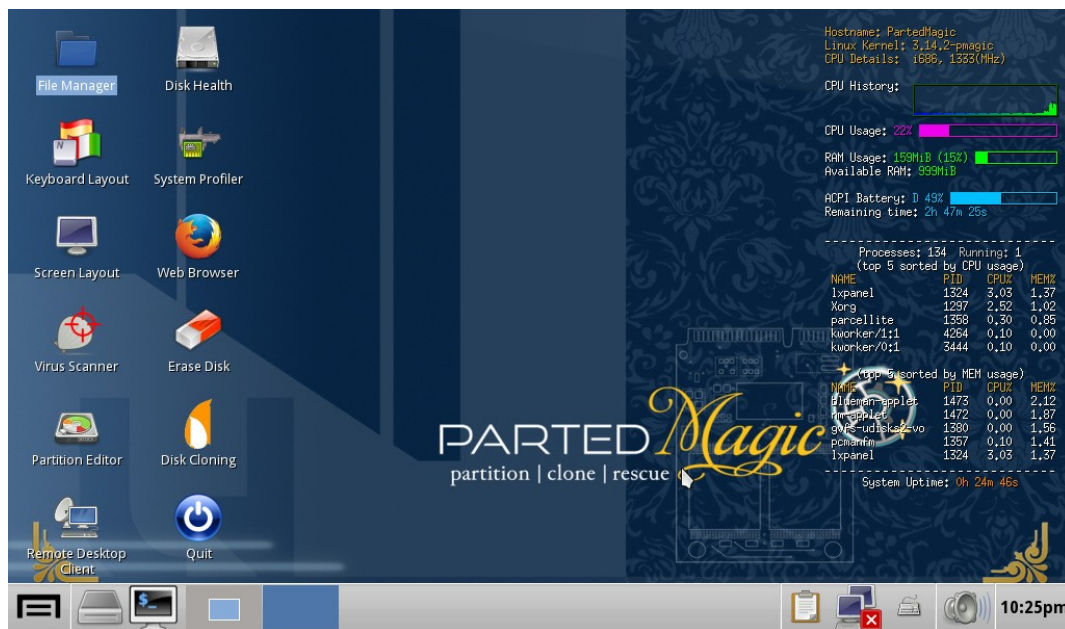 File Manager
Disk Health
Keyboard Layout
System Profiler
Screen Layout
Web Browser
Virus Scanner
Erase Disk
Partition Editor
Disk Cloning
Remote Desktop
Client
Quit
PARTED Magic
partition | clone | rescue
Hostname: PartedMagic
Linux Kernel: 3.14.2-pmagic
CPU Details: i686, 1333(MHz)
CPU History:
CPU Usage: 22%
RAM Usage: 159MiB (15%)
Available RAM: 999MiB
ACPI Battery: D 49%
Remaining time: 2h 47m 25s
Processes: 134 Running: 1
(top 5 sorted by CPU usage)
NAME PID CPU% MEM%
lxpanel 1324 3.03 1.37
Xorg 1297 2.52 1.02
parcellite 1358 0.30 0.85
kworker/1:1 4264 0.10 0.00
kworker/0:1 3444 0.10 0.00
(top 5 sorted by MEM usage)
NAME PID CPU% MEM%
blueman-applet 1473 0.00 2.12
nm-applet 1472 0.00 1.87
gvfs-udisks2-vo 1380 0.00 1.56
pcmanfm 1357 0.10 1.41
lxpanel 1324 3.03 1.37
System Uptime: 0h 24m 46s
10:25pm